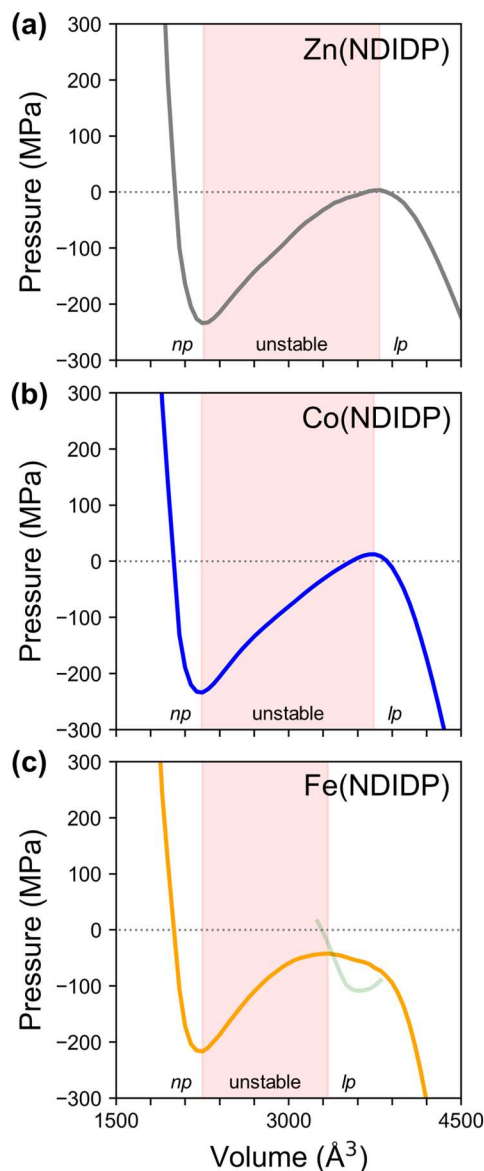 (a)
Zn(NDIDP)
Pressure (MPa)
300
200
100
0
−100
−200
−300
np unstable lp
(b)
Co(NDIDP)
Pressure (MPa)
300
200
100
0
−100
−200
−300
np unstable lp
(c)
Fe(NDIDP)
Pressure (MPa)
300
200
100
0
−100
−200
−300
np unstable lp
1500 3000 4500
Volume (Å³)